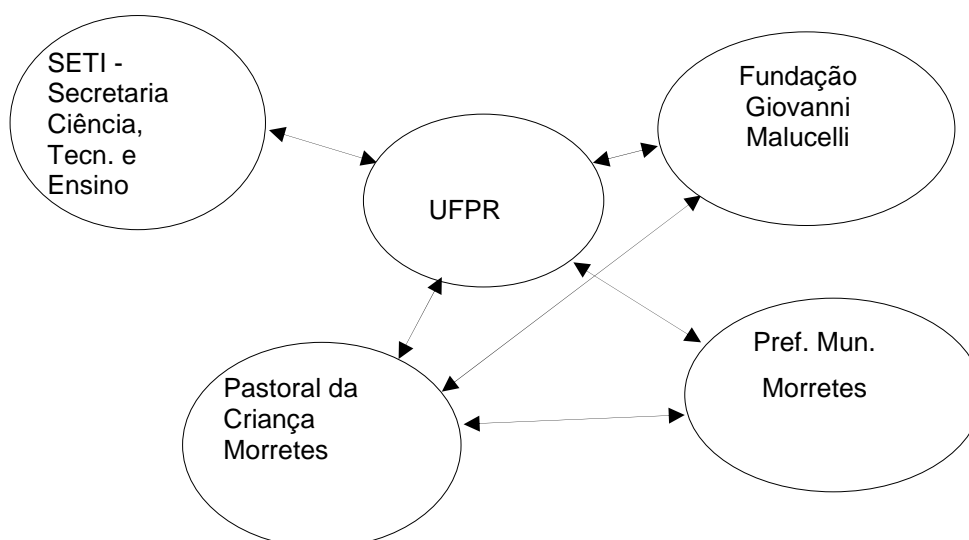 SETI -
Secretaria
Ciência,
Tecn. e
Ensino
Fundação
Giovanni
Malucelli
UFPR
Pref. Mun.
Morretes
Pastoral da
Criança
Morretes